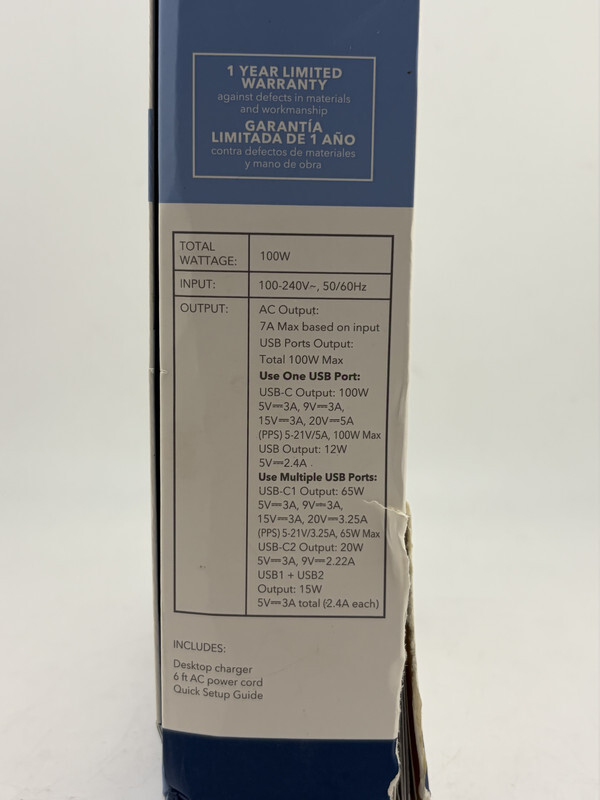 1 YEAR LIMITED
WARRANTY
against defects in materials
and workmanship
GARANTÍA
LIMITADA DE 1 AÑO
contra defectos de materiales
y mano de obra
TOTAL
WATTAGE:
100W
INPUT:
100-240V~, 50/60Hz
OUTPUT:
AC Output:
7A Max based on input
USB Ports Output:
Total 100W Max
Use One USB Port:
USB-C Output: 100W
5V⎓3A, 9V⎓3A,
15V⎓3A, 20V⎓5A
(PPS) 5-21V/5A, 100W Max
USB Output: 12W
5V⎓2.4A
Use Multiple USB Ports:
USB-C1 Output: 65W
5V⎓3A, 9V⎓3A,
15V⎓3A, 20V⎓3.25A
(PPS) 5-21V/3.25A, 65W Max
USB-C2 Output: 20W
5V⎓3A, 9V⎓2.22A
USB1 + USB2
Output: 15W
5V⎓3A total (2.4A each)
INCLUDES:
Desktop charger
6 ft AC power cord
Quick Setup Guide